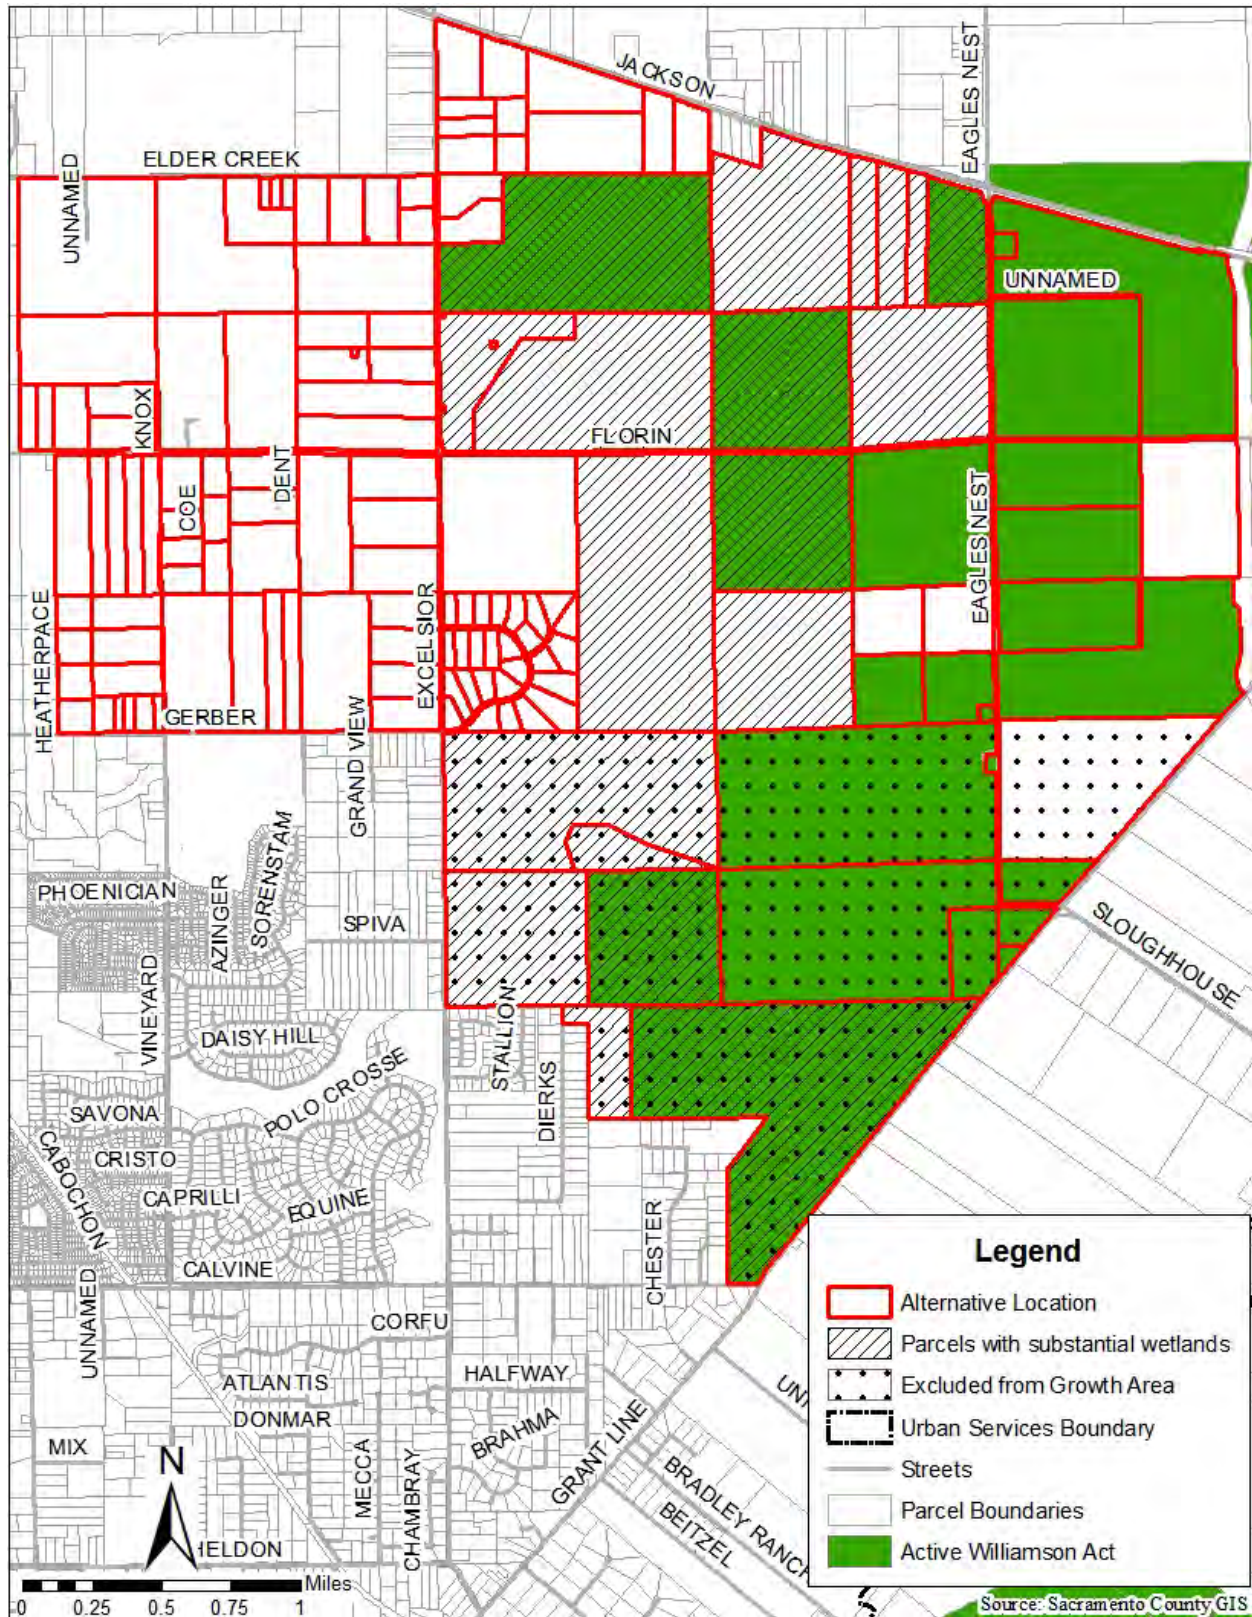 JACKSON
EAGLES NEST
ELDER CREEK
UNNAMED
UNNAMED
KNOX
FLORIN
DENT
COE
EAGLES NEST
EXCELSIOR
HEATHERPACE
GERBER
GRAND VIEW
SORENSTAM
PHOENICIAN
AZINGER
SPIVA
SLOUGHHOUSE
VINEYARD
STALLION
DAISY HILL
POLO CROSSE
DIERKS
SAVONA
CABOCHON
CRISTO
CAPRILLI
EQUINE
CHESTER
CALVINE
UNNAMED
CORFU
HALFWAY
ATLANTIS
DONMAR
BRAHMA
MIX
MECCA
CHAMBRAY
GRANT LINE
BRADLEY RANCH
BEITZEL
UN
HELDON
N
Miles
0 0.25 0.5 0.75 1
Legend
Alternative Location
Parcels with substantial wetlands
Excluded from Growth Area
Urban Services Boundary
Streets
Parcel Boundaries
Active Williamson Act
Source: Sacramento County GIS